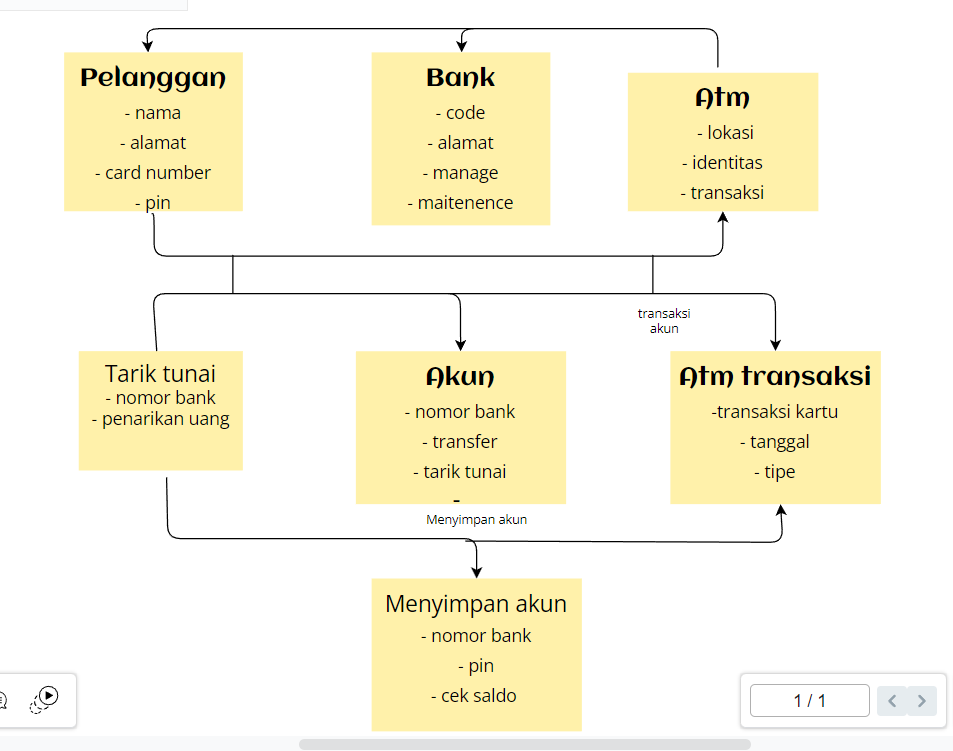 Pelanggan
- nama
- alamat
- card number
- pin
Bank
- code
- alamat
- manage
- maitenence
Atm
- lokasi
- identitas
- transaksi
transaksi
akun
Tarik tunai
- nomor bank
- penarikan uang
Akun
- nomor bank
- transfer
- tarik tunai
-
Atm transaksi
-transaksi kartu
- tanggal
- tipe
Menyimpan akun
Menyimpan akun
- nomor bank
- pin
- cek saldo
1 / 1